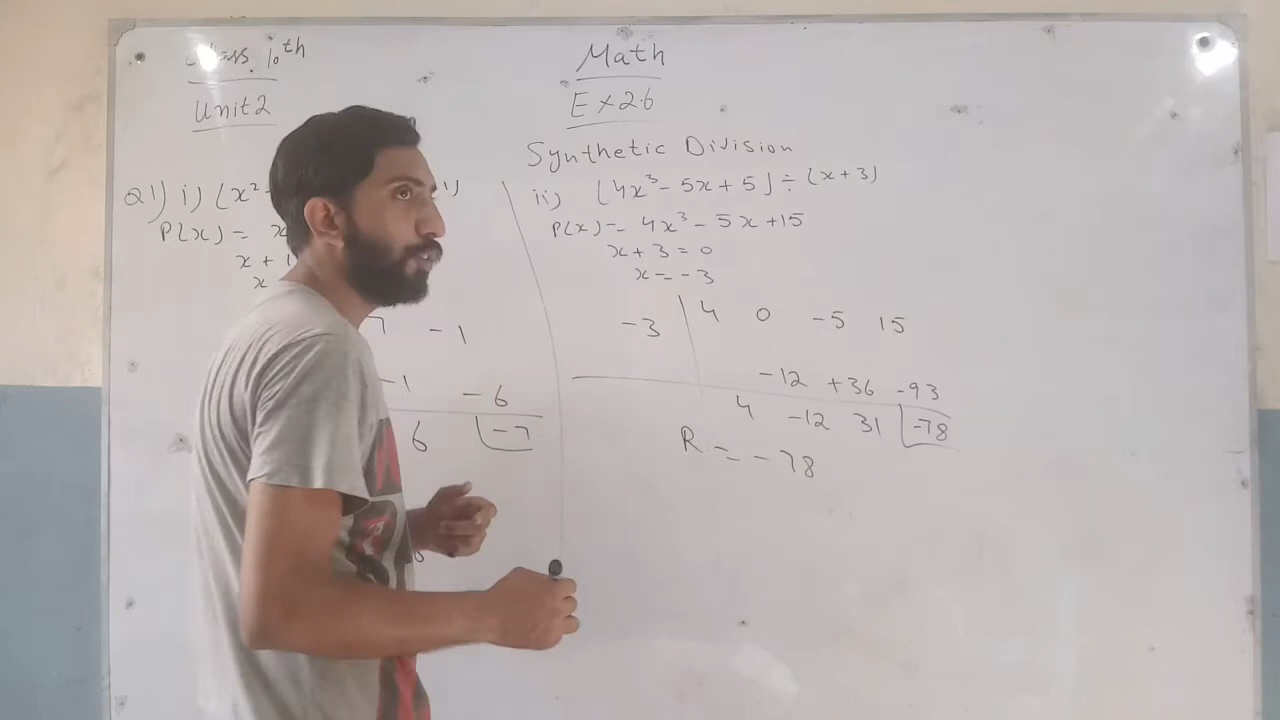 Class 10th
Unit 2
Math
Ex 2.6
Synthetic Division
Q1) i) (x²-
P(x) =
x + 1
x
7 -1
-1 -6
6 -7
ii) (4x³ - 5x + 5) ÷ (x + 3)
P(x) = 4x³ - 5x + 15
x + 3 = 0
x = -3
-3 4 0 -5 15
-12 +36 -93
4 -12 31 -78
R = -78